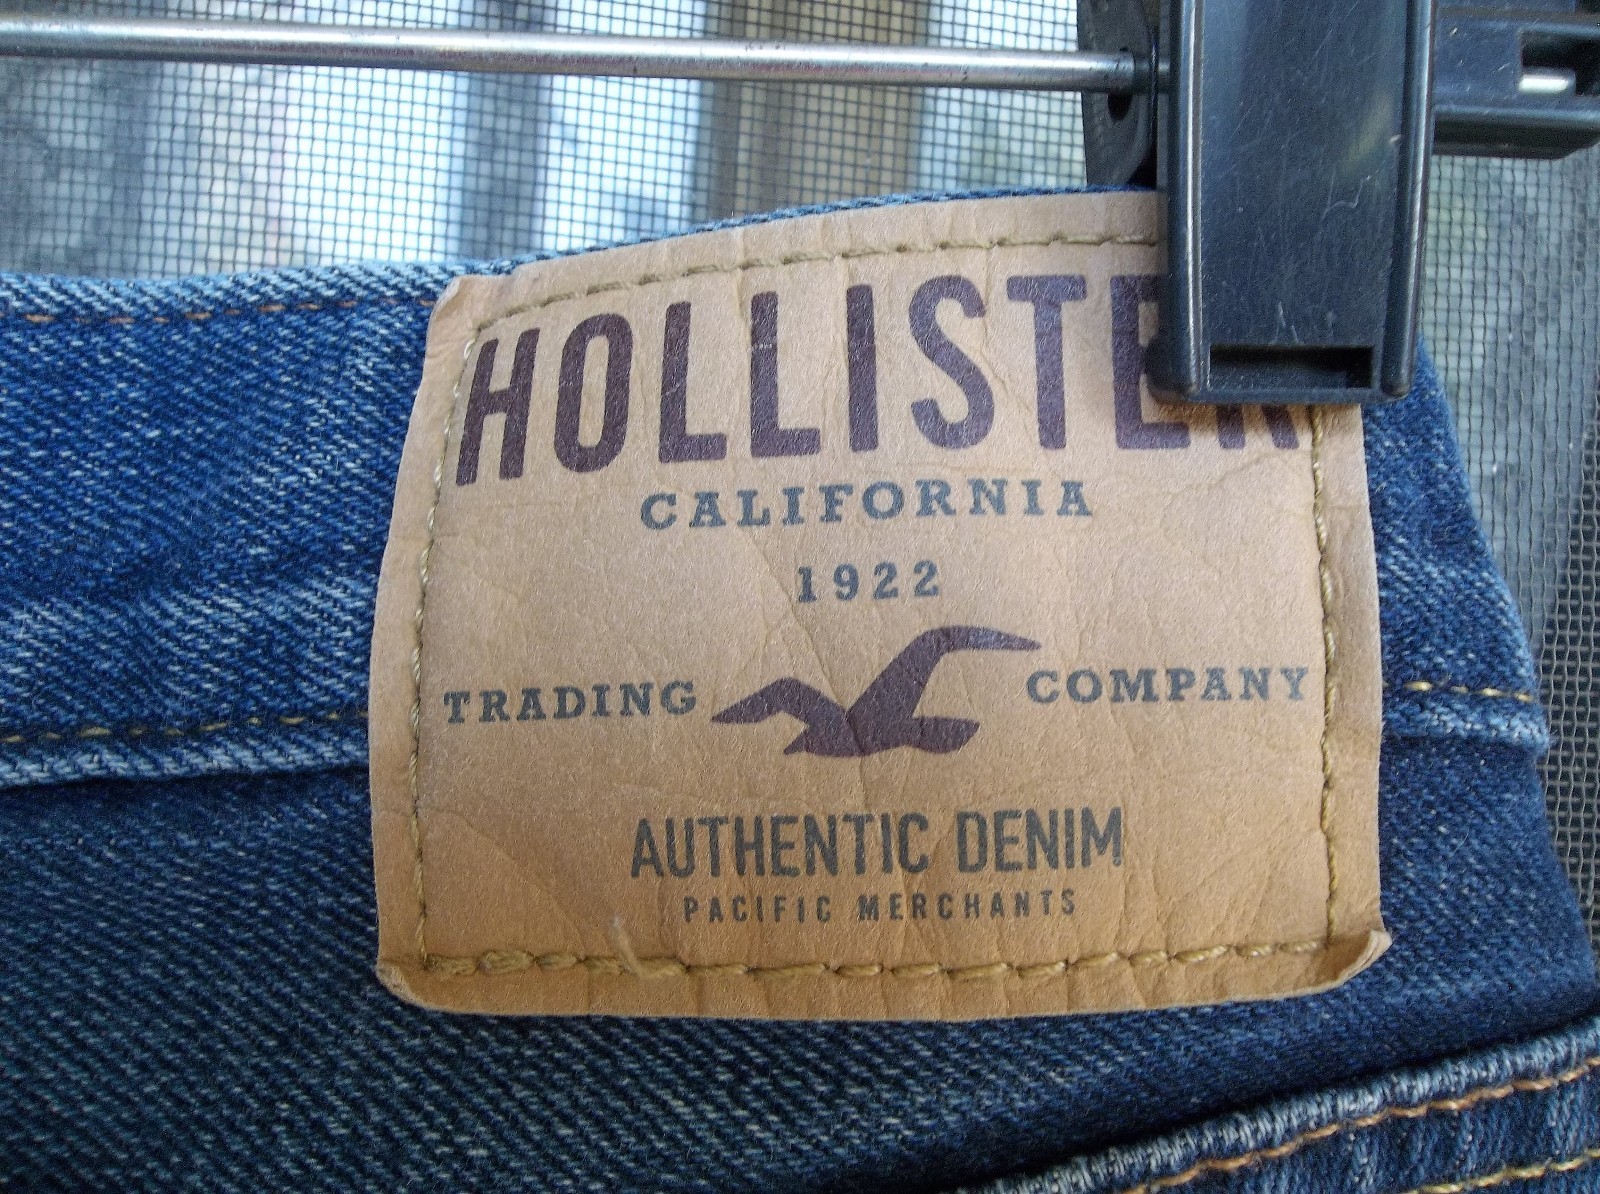 HOLLISTER
CALIFORNIA
1922
TRADING COMPANY
AUTHENTIC DENIM
PACIFIC MERCHANTS